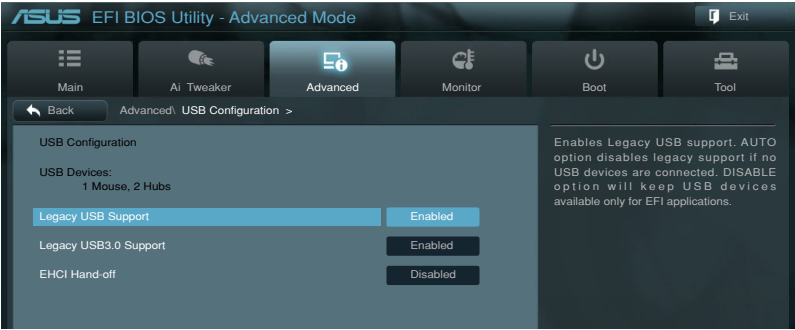 ASUS EFI BIOS Utility - Advanced Mode
Exit
Main
Ai Tweaker
Advanced
Monitor
Boot
Tool
Back
Advanced\ USB Configuration >
USB Configuration
USB Devices:
1 Mouse, 2 Hubs
Legacy USB Support Enabled
Legacy USB3.0 Support Enabled
EHCI Hand-off Disabled
Enables Legacy USB support. AUTO
option disables legacy support if no
USB devices are connected. DISABLE
option will keep USB devices
available only for EFI applications.